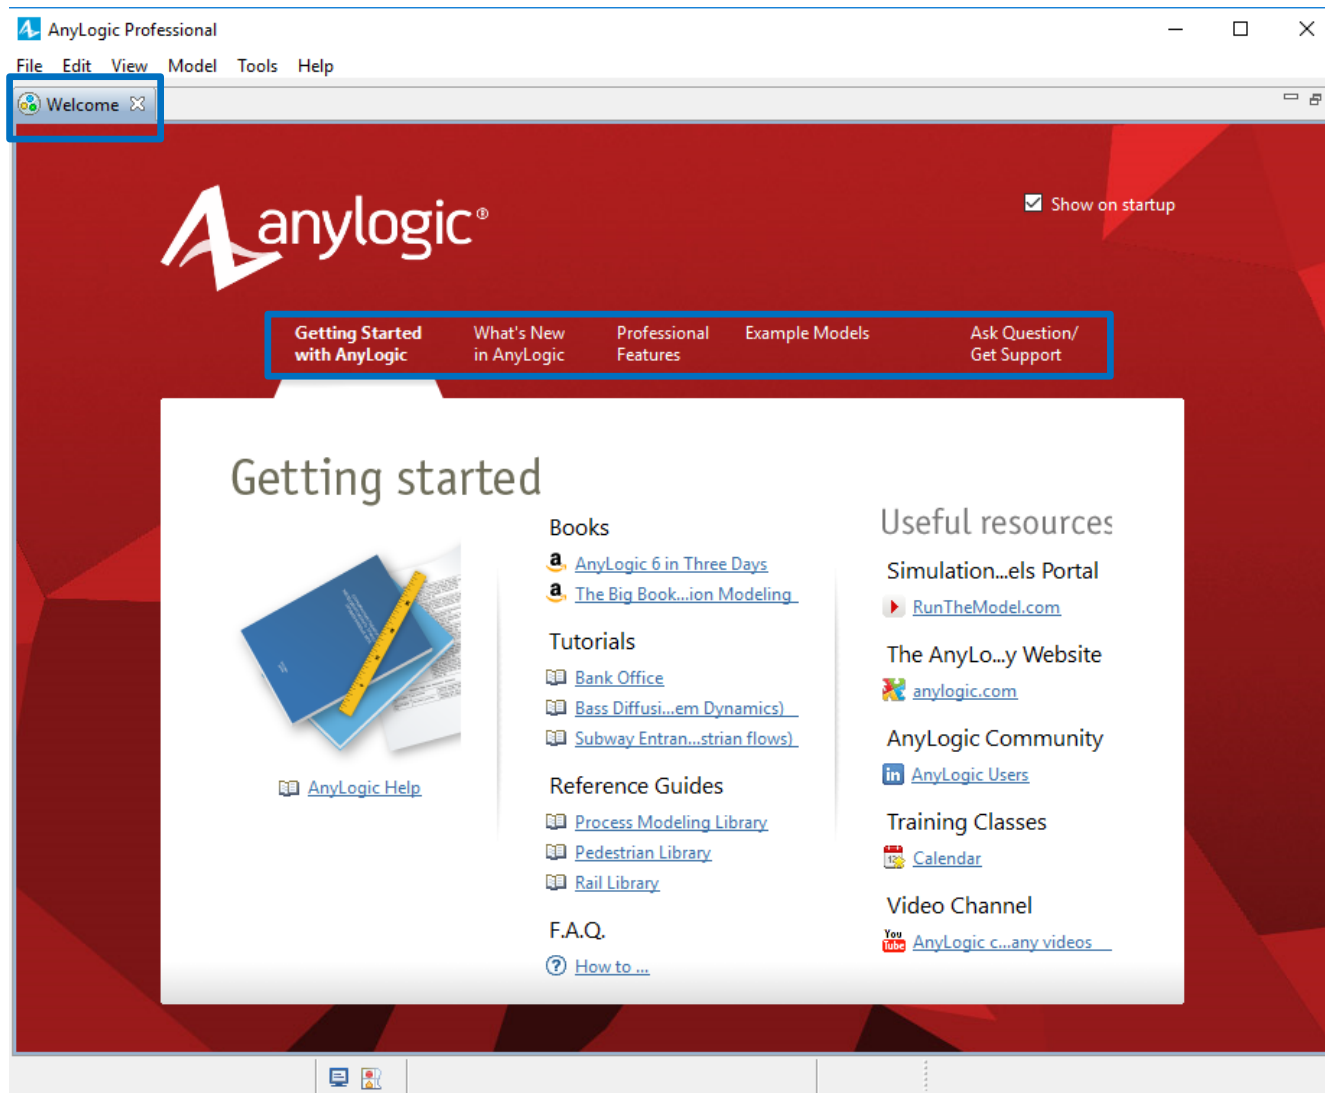 AnyLogic Professional
File Edit View Model Tools Help
Welcome
anylogic®
Show on startup
Getting Started with AnyLogic
What's New in AnyLogic
Professional Features
Example Models
Ask Question/ Get Support
Getting started
AnyLogic Help
Books
AnyLogic 6 in Three Days
The Big Book...ion Modeling
Tutorials
Bank Office
Bass Diffusi...em Dynamics)
Subway Entran...strian flows)
Reference Guides
Process Modeling Library
Pedestrian Library
Rail Library
F.A.Q.
How to ...
Useful resources
Simulation...els Portal
RunTheModel.com
The AnyLo...y Website
anylogic.com
AnyLogic Community
in AnyLogic Users
Training Classes
Calendar
Video Channel
You Tube AnyLogic c...any videos